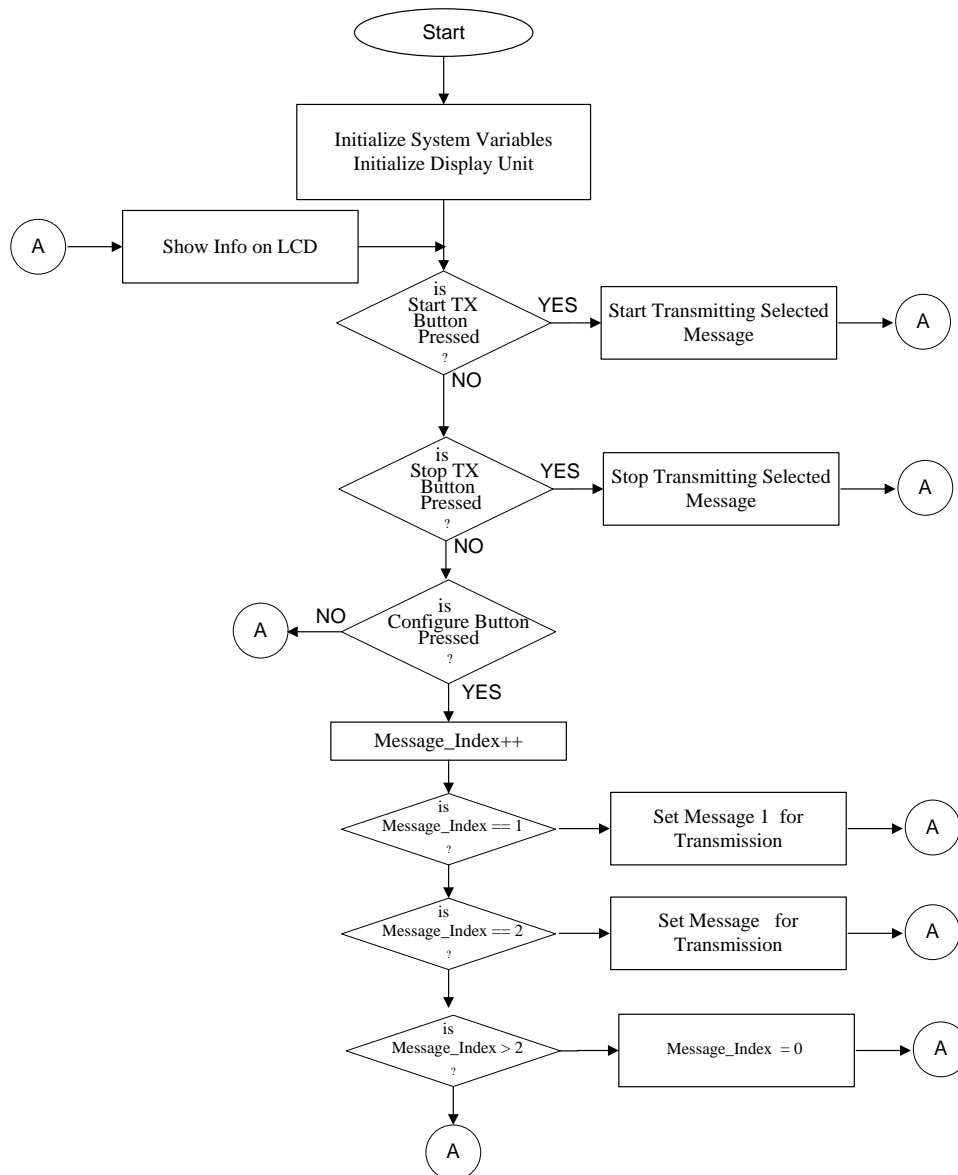 Start
Initialize System Variables
Initialize Display Unit
A
Show Info on LCD
is
Start TX
Button
Pressed
?
YES
Start Transmitting Selected
Message
A
NO
is
Stop TX
Button
Pressed
?
YES
Stop Transmitting Selected
Message
A
NO
is
Configure Button
Pressed
?
NO
A
YES
Message_Index++
is
Message_Index == 1
?
Set Message 1 for
Transmission
A
is
Message_Index == 2
?
Set Message for
Transmission
A
is
Message_Index > 2
?
Message_Index = 0
A
A